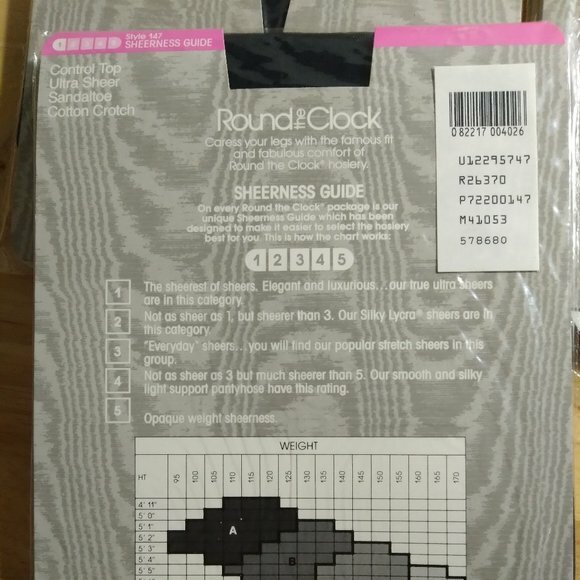 1 2 3 4 5 Style 147
SHEERNESS GUIDE
Control Top
Ultra Sheer
Sandaltoe
Cotton Crotch
Round the Clock
Caress your legs with the famous fit
and fabulous comfort of
Round the Clock® hosiery.
SHEERNESS GUIDE
On every Round the Clock® package is our
unique Sheerness Guide which has been
designed to make it easier to select the hosiery
best for you. This is how the chart works:
1 2 3 4 5
1 The sheerest of sheers. Elegant and luxurious...our true ultra sheers
are in this category.
2 Not as sheer as 1, but sheerer than 3. Our Silky Lycra® sheers are in
this category.
3 "Everyday" sheers...you will find our popular stretch sheers in this
group.
4 Not as sheer as 3 but much sheerer than 5. Our smooth and silky
light support pantyhose have this rating.
5 Opaque weight sheerness.
0 82217 004026
U12295747
R26370
P72200147
M41053
578680
WEIGHT
HT 95 100 105 110 115 120 125 130 135 140 145 150 155 160 165 170
4' 11"
5' 0"
5' 1"
5' 2"
5' 3"
5' 4"
5' 5"
A
B